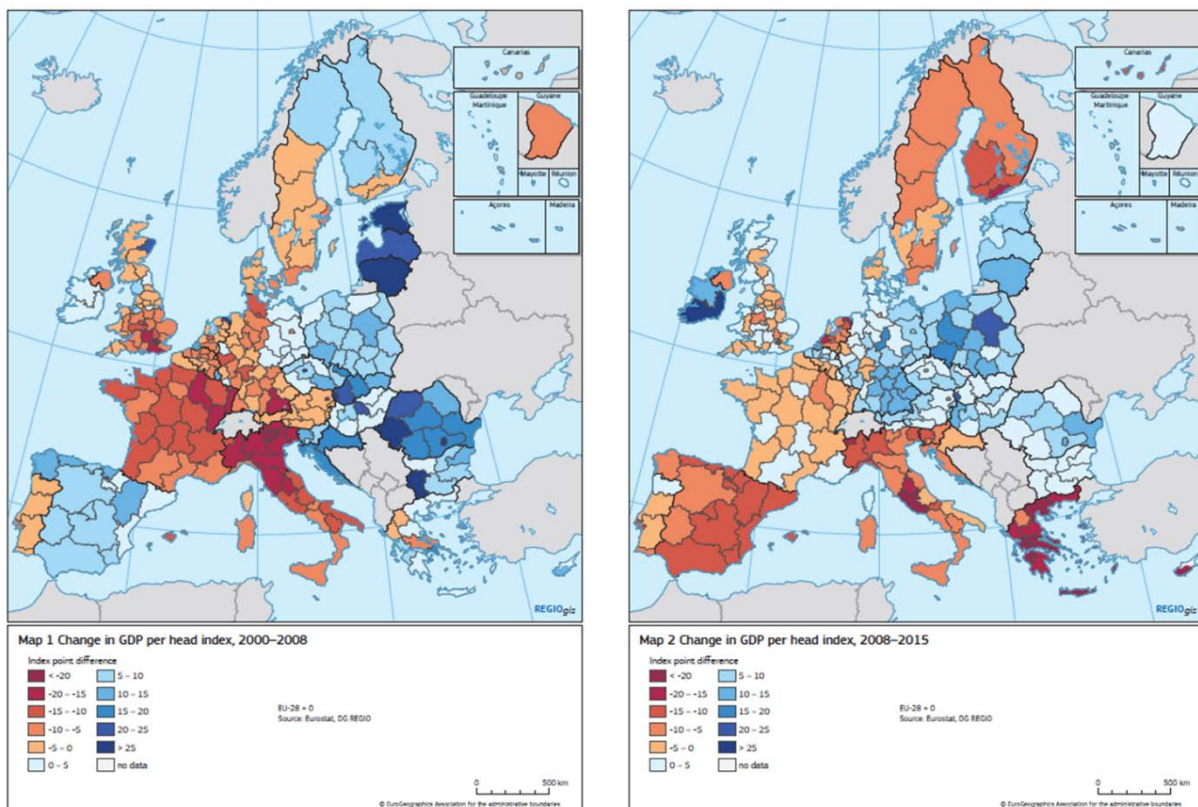 Canarias
Guadeloupe
Martinique
Guyane
Mayotte
Réunion
Açores
Madeira
REGIOgis
Map 1 Change in GDP per head index, 2000–2008
Index point difference
< -20
-20 – -15
-15 – -10
-10 – -5
-5 – 0
0 – 5
5 – 10
10 – 15
15 – 20
20 – 25
> 25
no data
EU-28 = 0
Source: Eurostat, DG REGIO
0 500 km
© EuroGeographics Association for the administrative boundaries
Canarias
Guadeloupe
Martinique
Guyane
Mayotte
Réunion
Açores
Madeira
REGIOgis
Map 2 Change in GDP per head index, 2008–2015
Index point difference
< -20
-20 – -15
-15 – -10
-10 – -5
-5 – 0
0 – 5
5 – 10
10 – 15
15 – 20
20 – 25
> 25
no data
EU-28 = 0
Source: Eurostat, DG REGIO
0 500 km
© EuroGeographics Association for the administrative boundaries